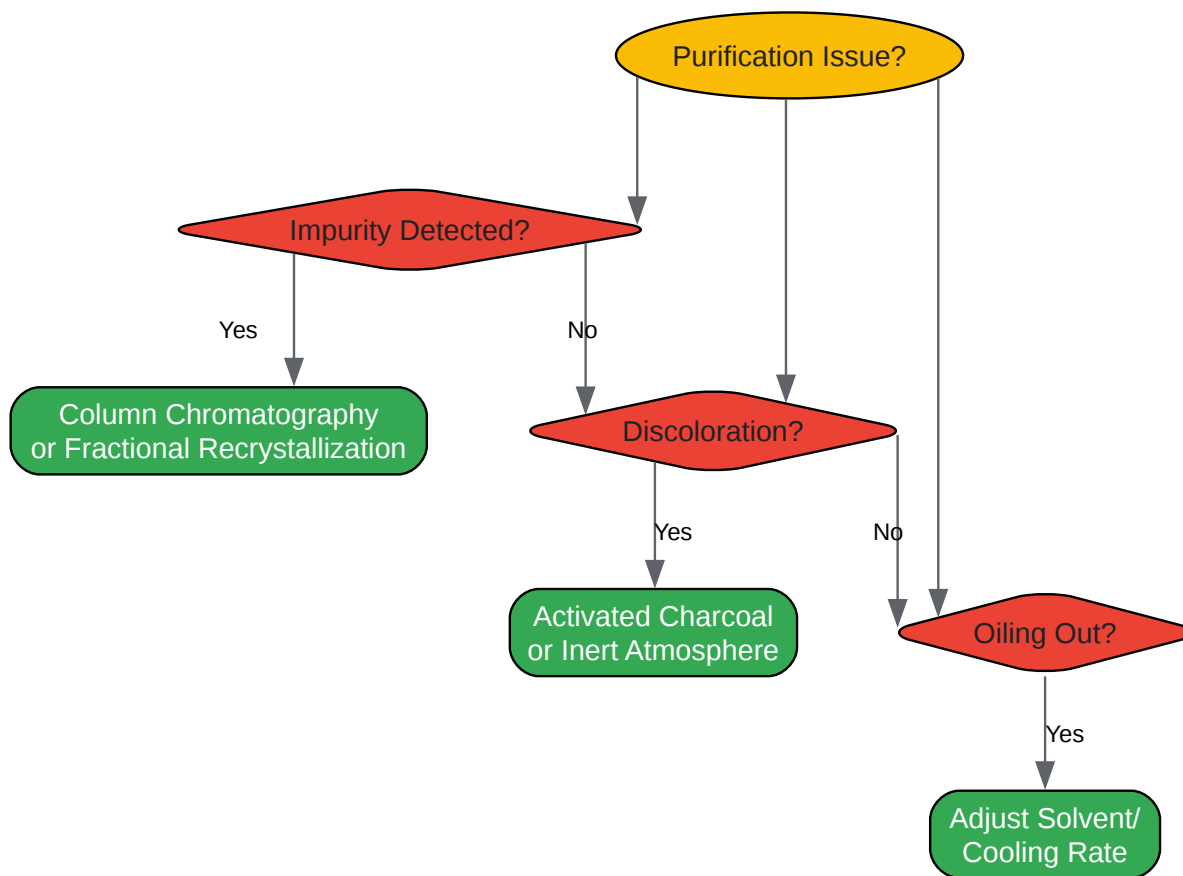 Purification Issue?
Impurity Detected?
Yes
No
Column Chromatography
or Fractional Recrystallization
Discoloration?
Yes
No
Activated Charcoal
or Inert Atmosphere
Oiling Out?
Yes
Adjust Solvent/
Cooling Rate